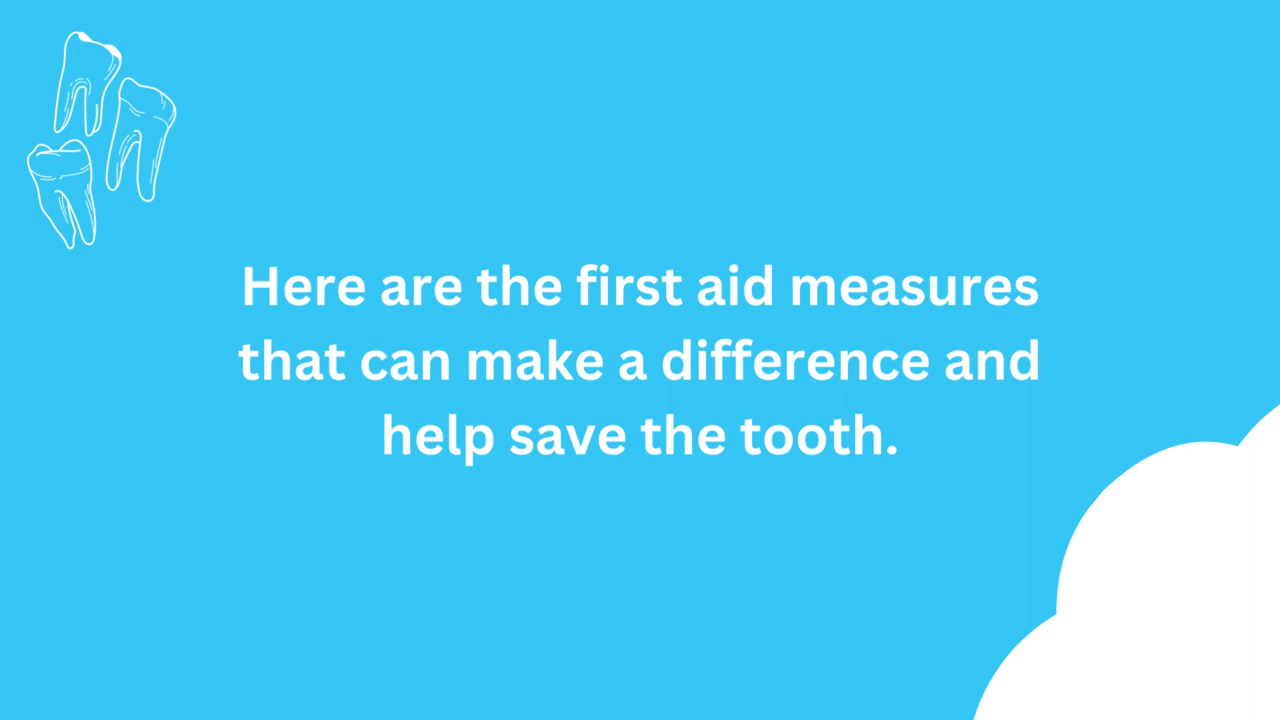 Here are the first aid measures
that can make a difference and
help save the tooth.